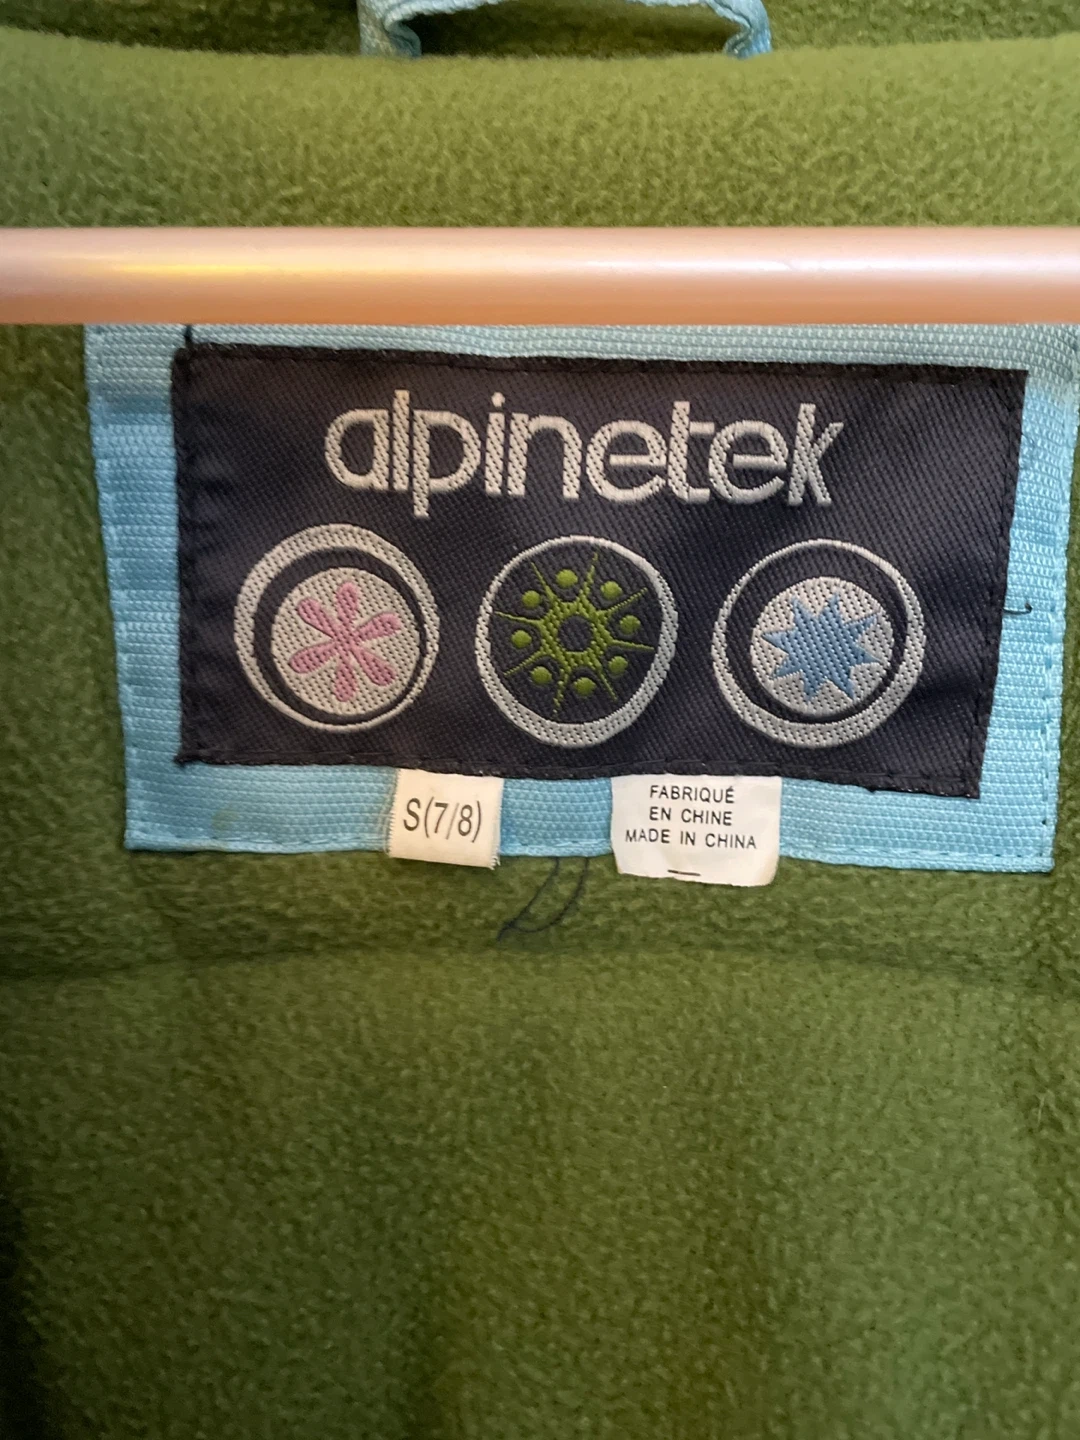 alpinetek
S(7/8)
FABRIQUÉ
EN CHINE
MADE IN CHINA